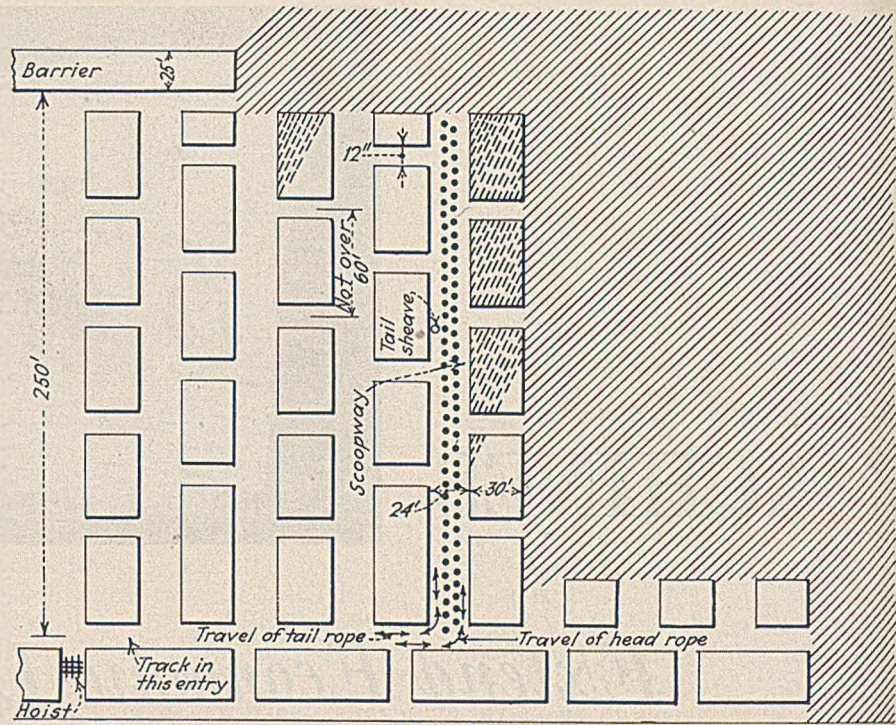 Barrier
25'
12"
Not over
60'
Tail
sheave,
250'
Scoopway
24'
30'
Travel of tail rope
Travel of head rope
Track in
this entry
Hoist